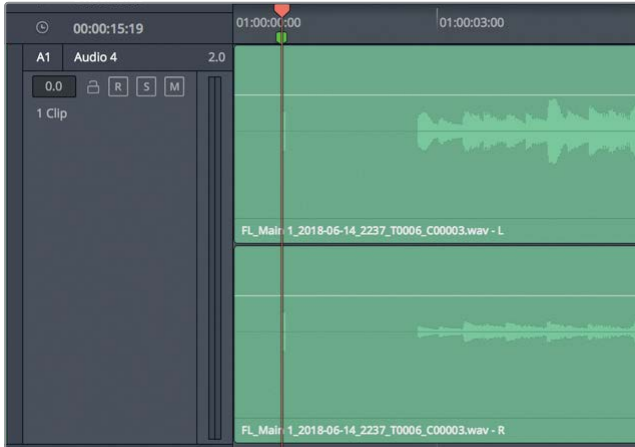 00:00:15:19
01:00:00:00
01:00:03:00
A1 Audio 4 2.0
0.0 R S M
1 Clip
FL_Main 1_2018-06-14_2237_T0006_C00003.wav - L
FL_Main 1_2018-06-14_2237_T0006_C00003.wav - R